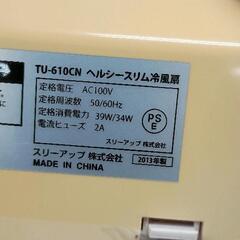 TU-610CN ヘルシースリム冷風扇
定格電圧 AC100V
定格周波数 50/60Hz
定格消費電力 39W/34W
電流ヒューズ 2A
PS
E
スリーアップ 株式会社
スリーアップ 株式会社 2013年製
MADE IN CHINA